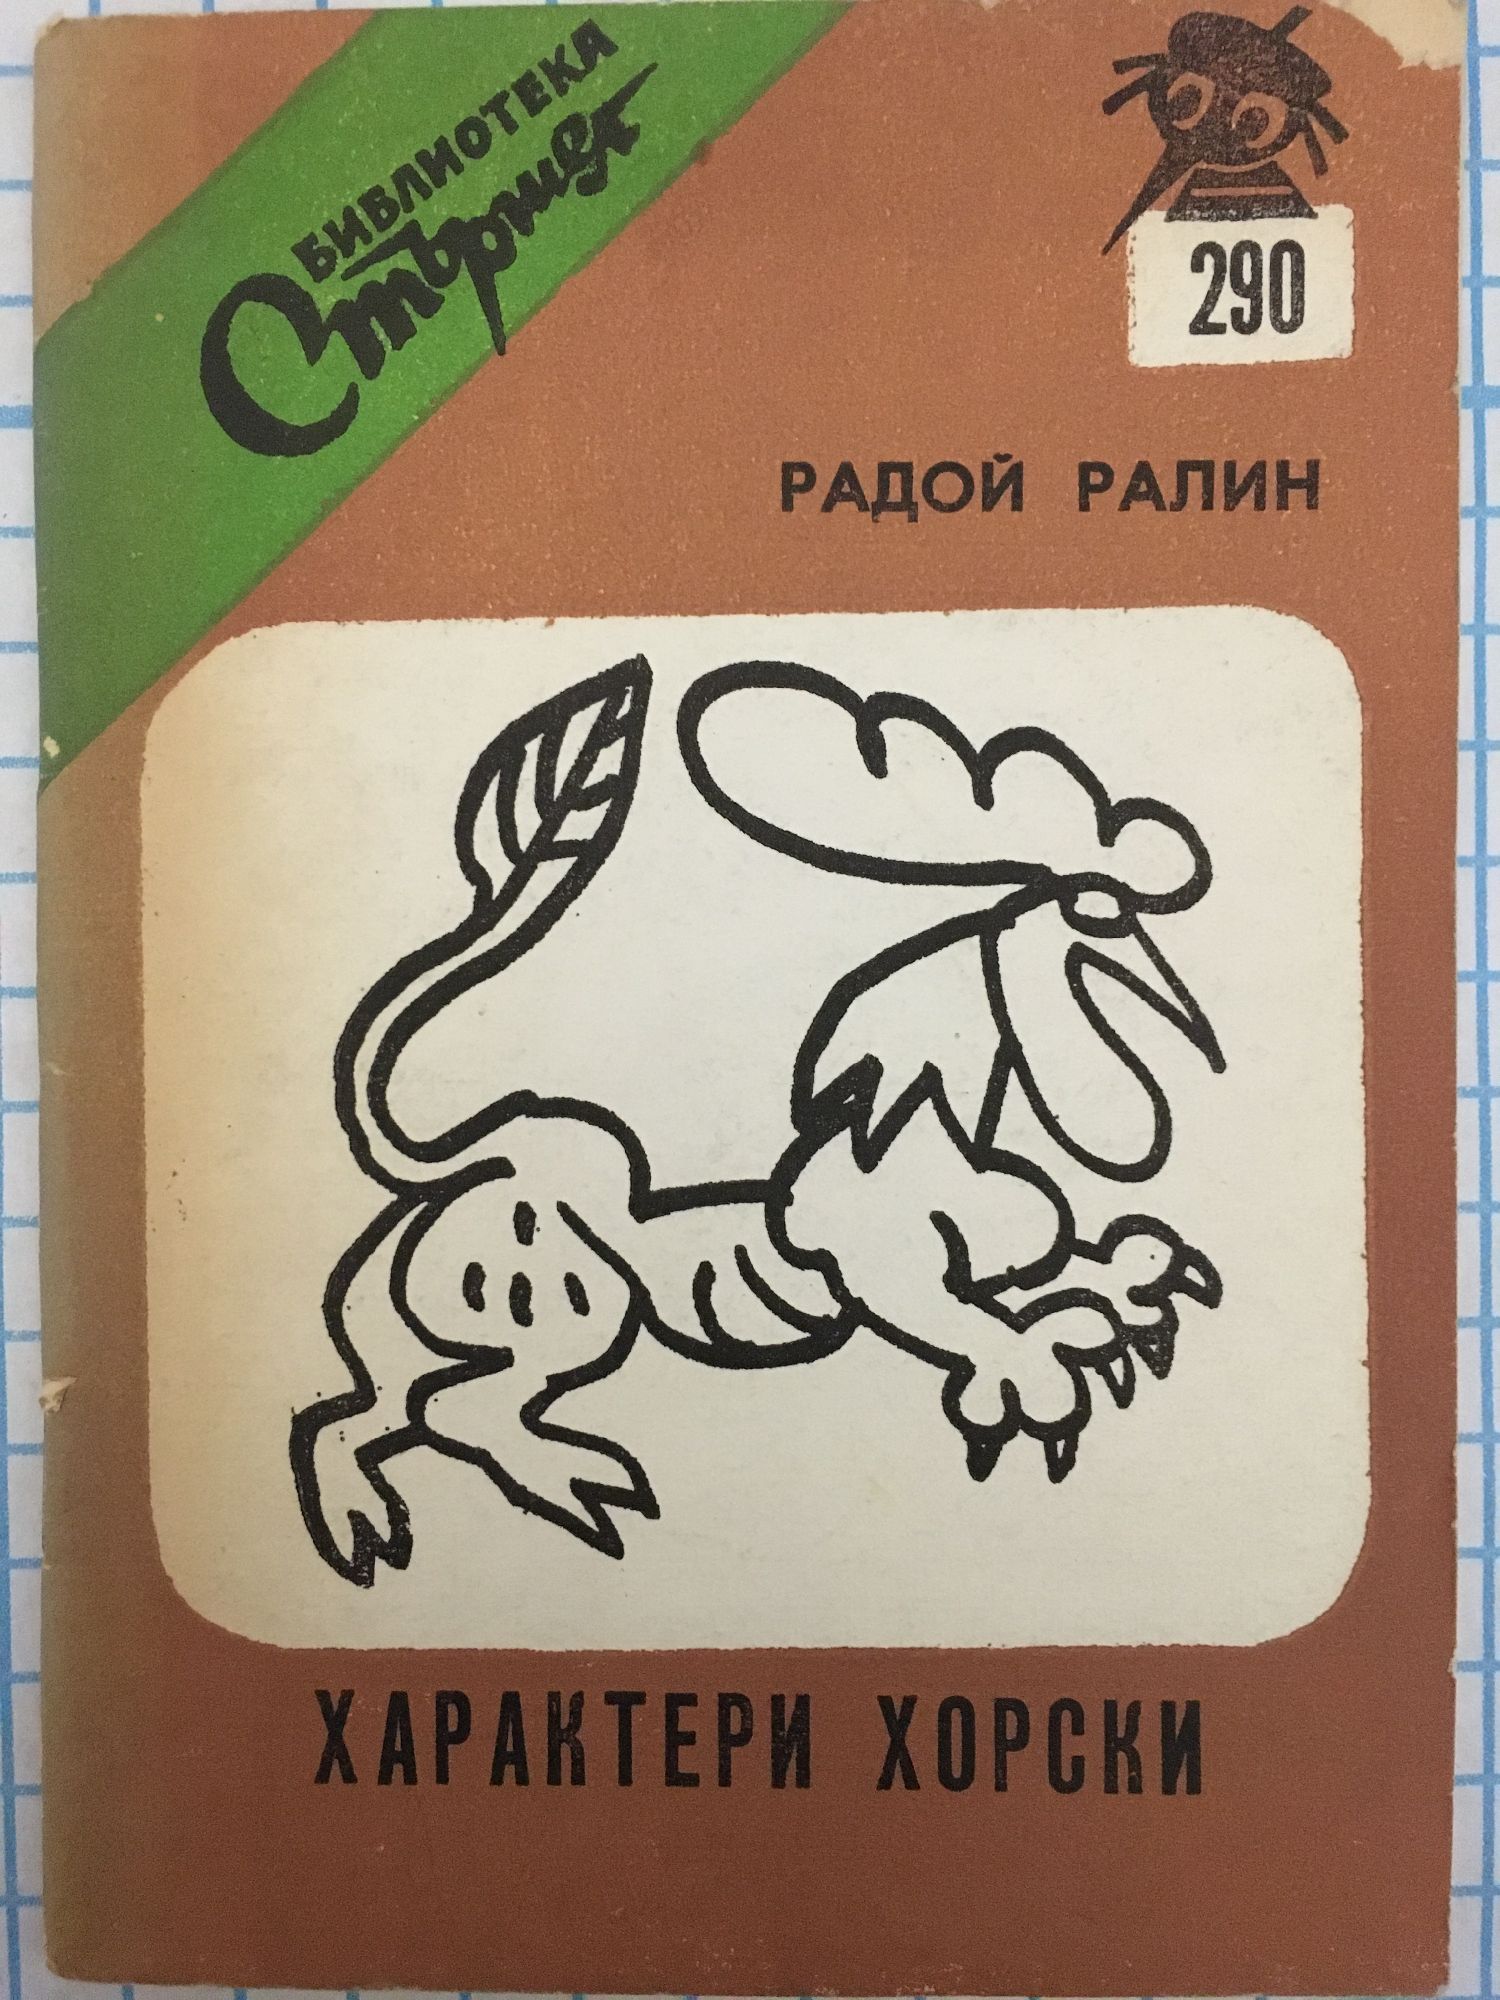 БИБЛИОТЕКА
Стършел
290
РАДОЙ РАЛИН
ХАРАКТЕРИ ХОРСКИ